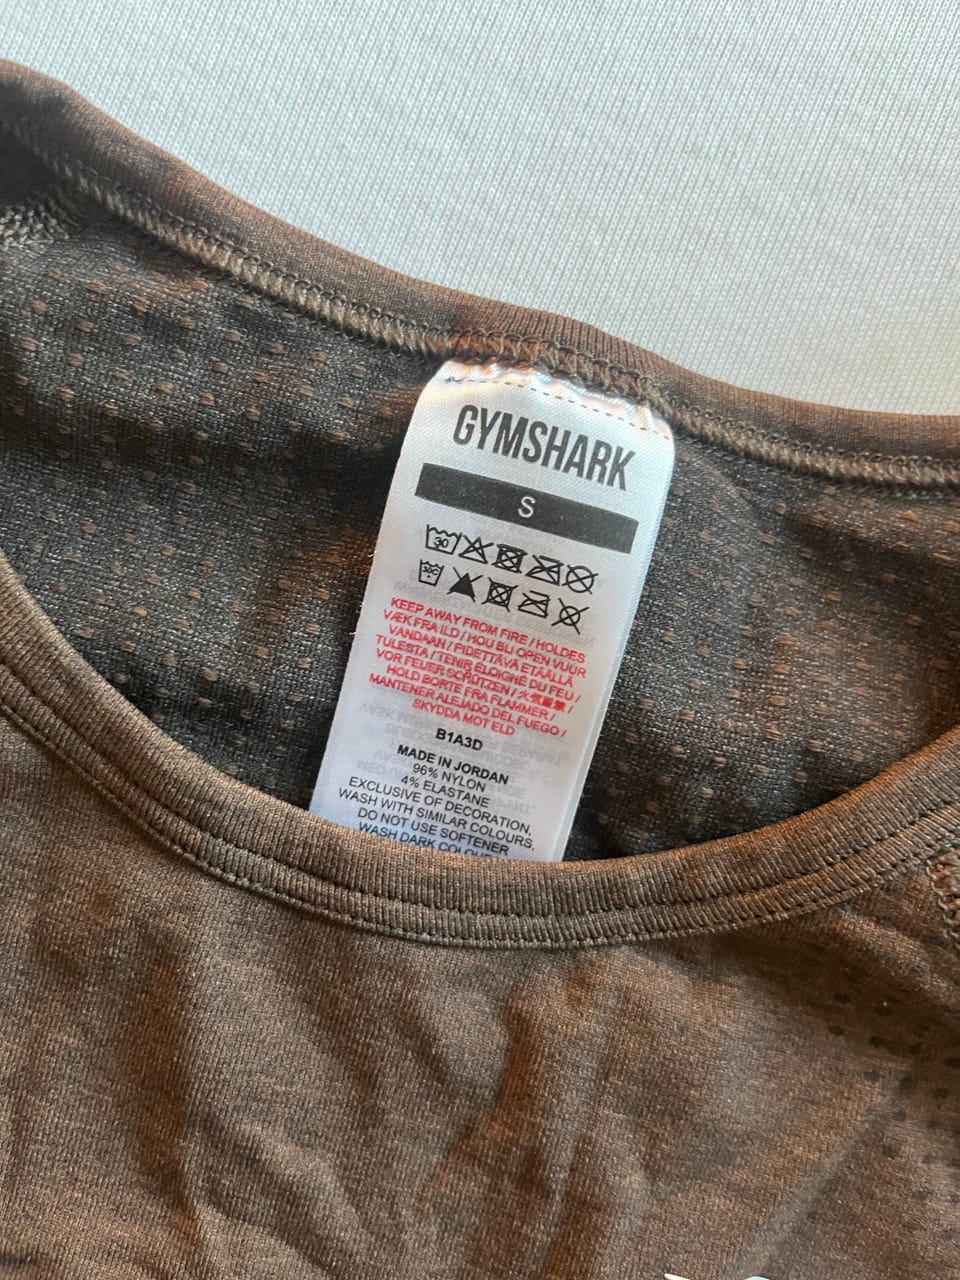 GYMSHARK
S
30
30C
KEEP AWAY FROM FIRE / HOLDES
VÆK FRA ILD / HOU BIJ OPEN VUUR
VANDAAN / PIDETTÄVÄ ETÄÄLLÄ
TULESTA / TENIR ÉLOIGNÉ DU FEU /
VOR FEUER SCHÜTZEN / 火気厳禁 /
HOLD BORTE FRA FLAMMER /
MANTENER ALEJADO DEL FUEGO /
SKYDDA MOT ELD
B1A3D
MADE IN JORDAN
96% NYLON
4% ELASTANE
EXCLUSIVE OF DECORATION,
WASH WITH SIMILAR COLOURS,
DO NOT USE SOFTENER
WASH DARK